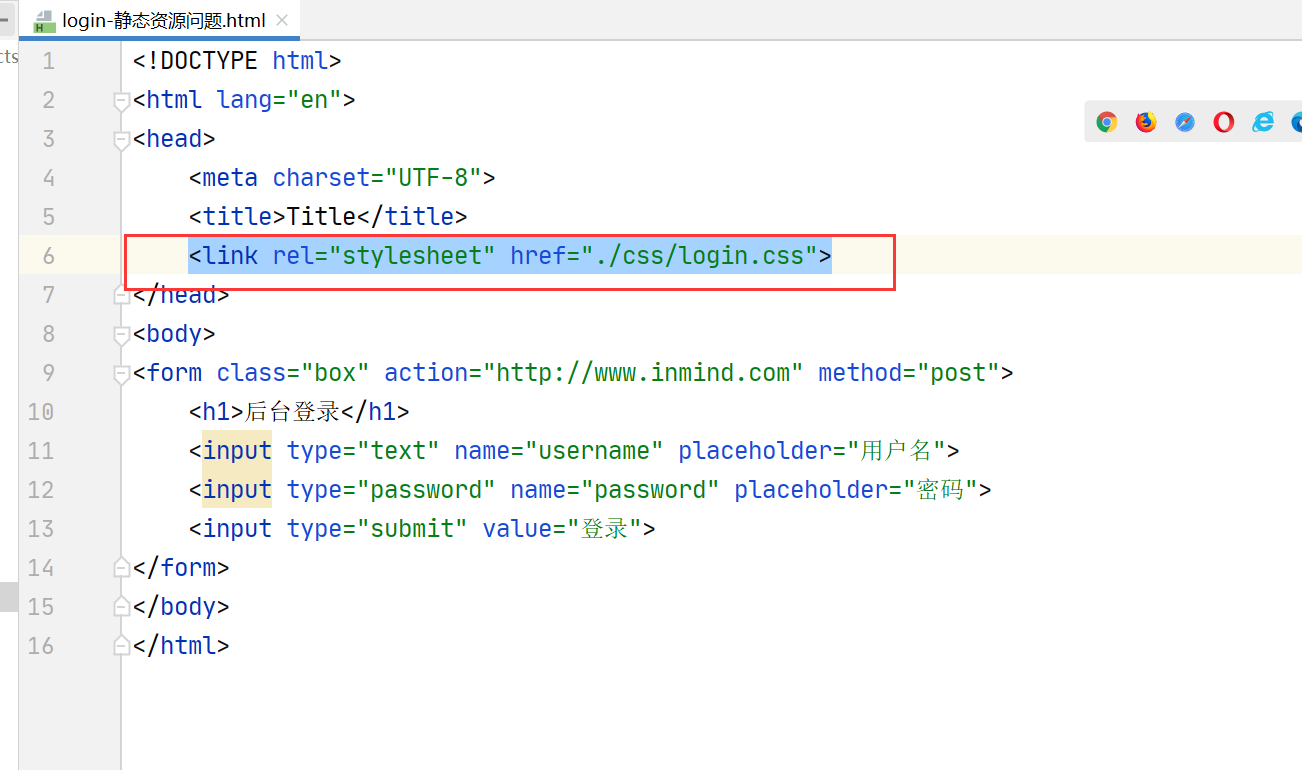 login-静态资源问题.html
cts
1 <!DOCTYPE html>
2 <html lang="en">
3 <head>
4 <meta charset="UTF-8">
5 <title>Title</title>
6 <link rel="stylesheet" href="./css/login.css">
7 </head>
8 <body>
9 <form class="box" action="http://www.inmind.com" method="post">
10 <h1>后台登录</h1>
11 <input type="text" name="username" placeholder="用户名">
12 <input type="password" name="password" placeholder="密码">
13 <input type="submit" value="登录">
14 </form>
15 </body>
16 </html>